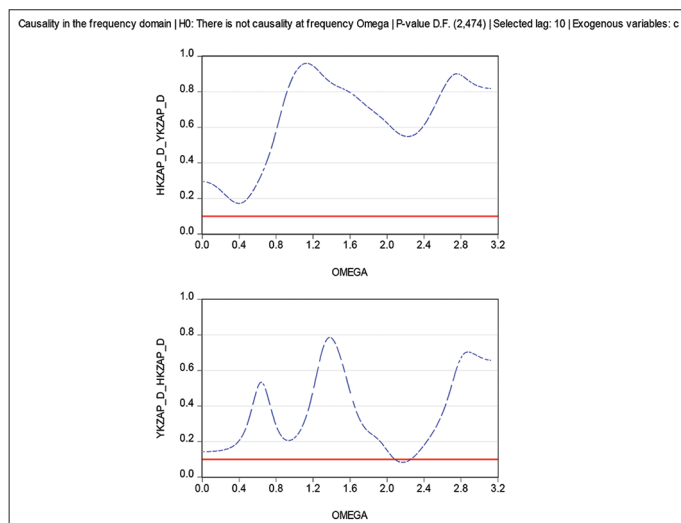 Causality in the frequency domain | H0: There is not causality at frequency Omega | P-value D.F. (2,474) | Selected lag: 10 | Exogenous variables: c
HKZAP_D_YKZAP_D
1.0
0.8
0.6
0.4
0.2
0.0
0.0 0.4 0.8 1.2 1.6 2.0 2.4 2.8 3.2
OMEGA
YKZAP_D_HKZAP_D
1.0
0.8
0.6
0.4
0.2
0.0
0.0 0.4 0.8 1.2 1.6 2.0 2.4 2.8 3.2
OMEGA